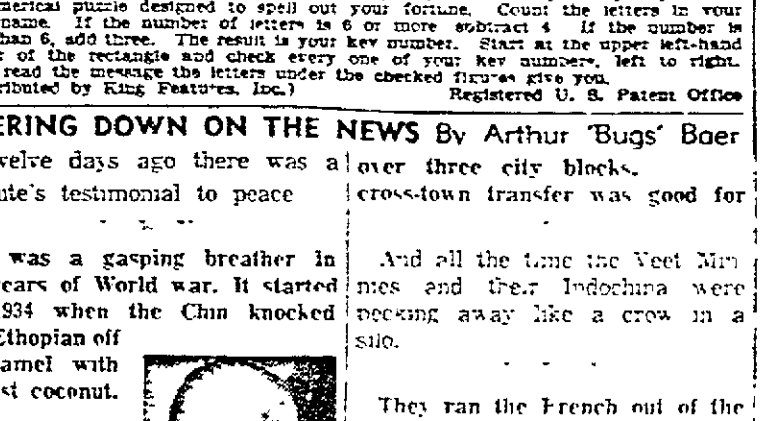 merical puzzle designed to spell out your fortune. Count the letters in your
name. If the number of letters is 6 or more subtract 4 If the number is
han 6, add three. The result is your key number. Start at the upper left-hand
r of the rectangle and check every one of your key numbers, left to right.
read the message the letters under the checked figures give you.
ributed by King Features, Inc.)
Registered U. S. Patent Office
ERING DOWN ON THE NEWS By Arthur 'Bugs' Baer
welve days ago there was a
ute's testimonial to peace
was a gasping breather in
ears of World war. It started
934 when the Chin knocked
Ethopian off
amel with
st coconut.
over three city blocks.
cross-town transfer was good for
And all the time the Veet Min
nies and their Indochina were
pecking away like a crow in a
silo.
They ran the French out of the